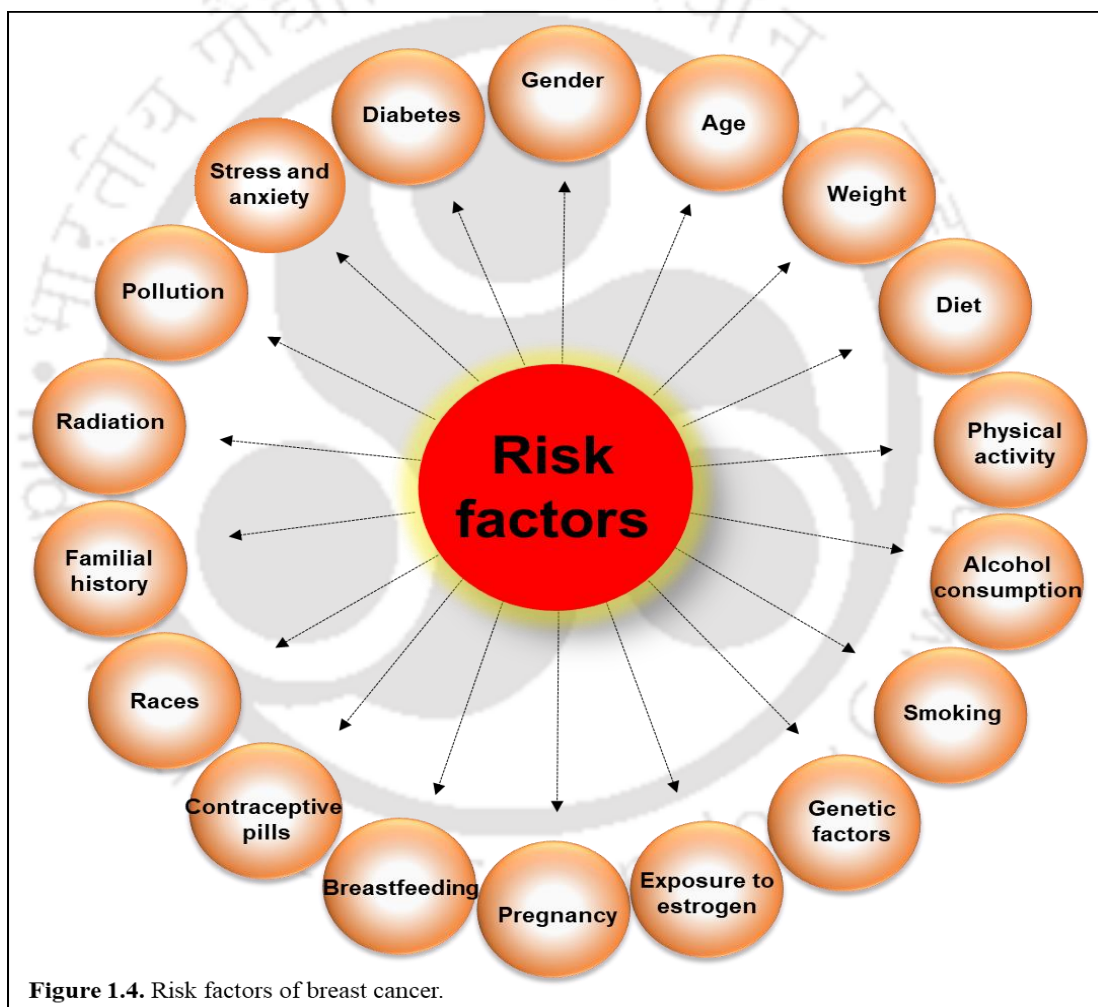 Gender
Age
Weight
Diet
Physical
activity
Alcohol
consumption
Smoking
Genetic
factors
Exposure to
estrogen
Pregnancy
Breastfeeding
Contraceptive
pills
Races
Familial
history
Radiation
Pollution
Stress and
anxiety
Diabetes
Risk
factors
Figure 1.4. Risk factors of breast cancer.